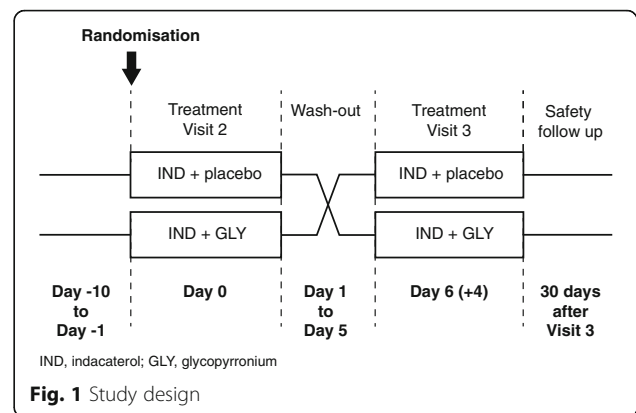 Randomisation
Treatment
Visit 2
Wash-out
Treatment
Visit 3
Safety
follow up
IND + placebo
IND + placebo
IND + GLY
IND + GLY
Day -10
to
Day -1
Day 0
Day 1
to
Day 5
Day 6 (+4)
30 days
after
Visit 3
IND, indacaterol; GLY, glycopyrronium
Fig. 1 Study design